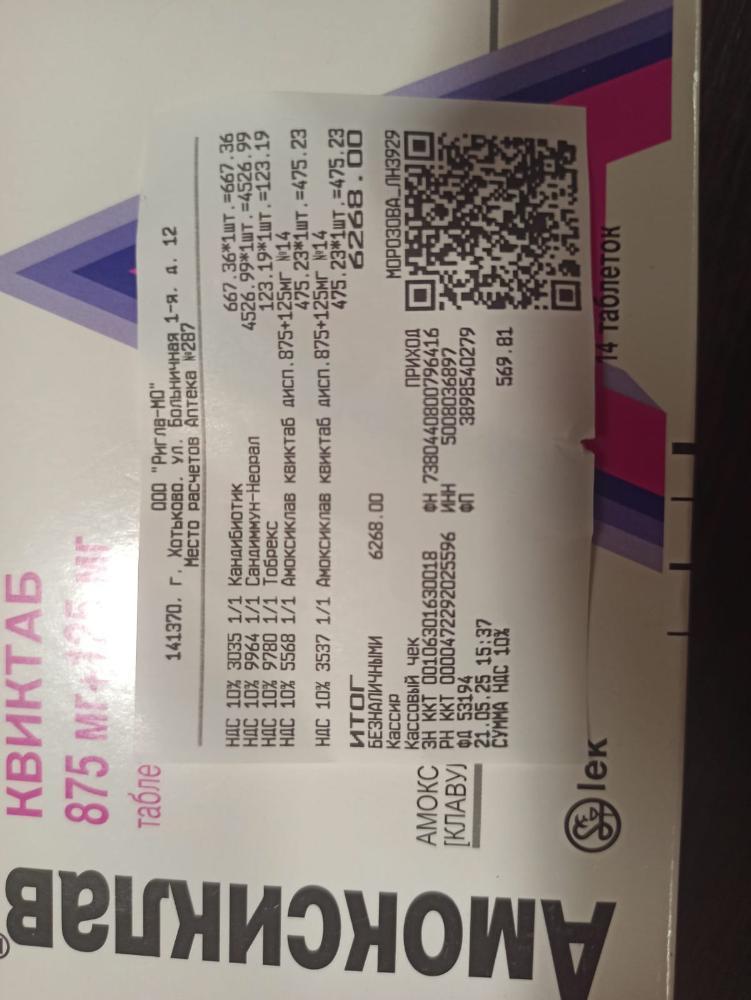 АМОКСИКЛАВ®
КВИКТАБ
875 мг+125 мг
табле
АМОКС
[КЛАВУ
lek
14 таблеток
ООО "Ригла-МО"
141370. г. Хотьково. ул. Больничная 1-я. д. 12
Место расчетов Аптека №287
НДС 10% 3035 1/1 Кандибиотик 667.36*1шт.=667.36
НДС 10% 9964 1/1 Сандиммун-Неорал 4526.99*1шт.=4526.99
НДС 10% 9780 1/1 Тобрекс 123.19*1шт.=123.19
НДС 10% 5568 1/1 Амоксиклав квиктаб дисп.875+125мг №14
475.23*1шт.=475.23
НДС 10% 3537 1/1 Амоксиклав квиктаб дисп.875+125мг №14
475.23*1шт.=475.23
ИТОГ 6268.00
БЕЗНАЛИЧНЫМИ 6268.00
Кассир МОРОЗОВА_ЛН3929
Кассовый чек ПРИХОД
ЗН ККТ 00106301630018 ФН 7380440800796416
РН ККТ 0000472292025596 ИНН 5008036897
ФД 53194 ФП 3898540279
21.05.25 15:37
СУММА НДС 10% 569.81